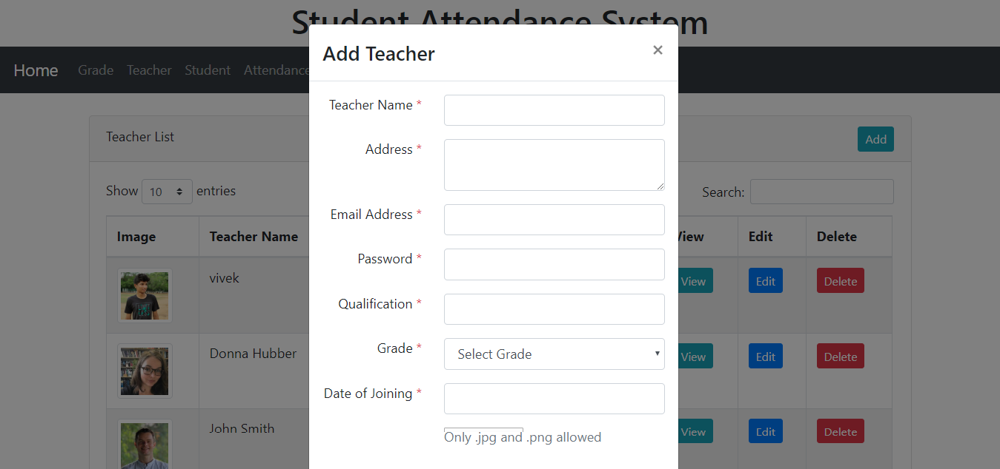 Student Attendance System
Home Grade Teacher Student Attendance
Add Teacher ×
Teacher Name *
Address *
Email Address *
Password *
Qualification *
Grade * Select Grade
Date of Joining *
Only .jpg and .png allowed
Teacher List Add
Show 10 entries Search:
Image Teacher Name View Edit Delete
vivek View Edit Delete
Donna Hubber View Edit Delete
John Smith View Edit Delete